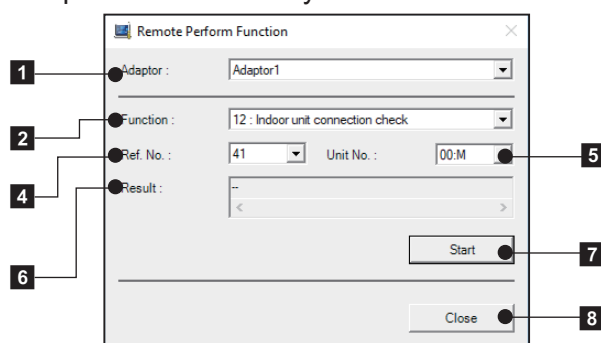 Remote Perform Function
1 Adaptor : Adaptor1
2 Function : 12 : Indoor unit connection check
4 Ref. No. : 41 Unit No. : 00:M 5
Result : --
6
Start 7
Close 8